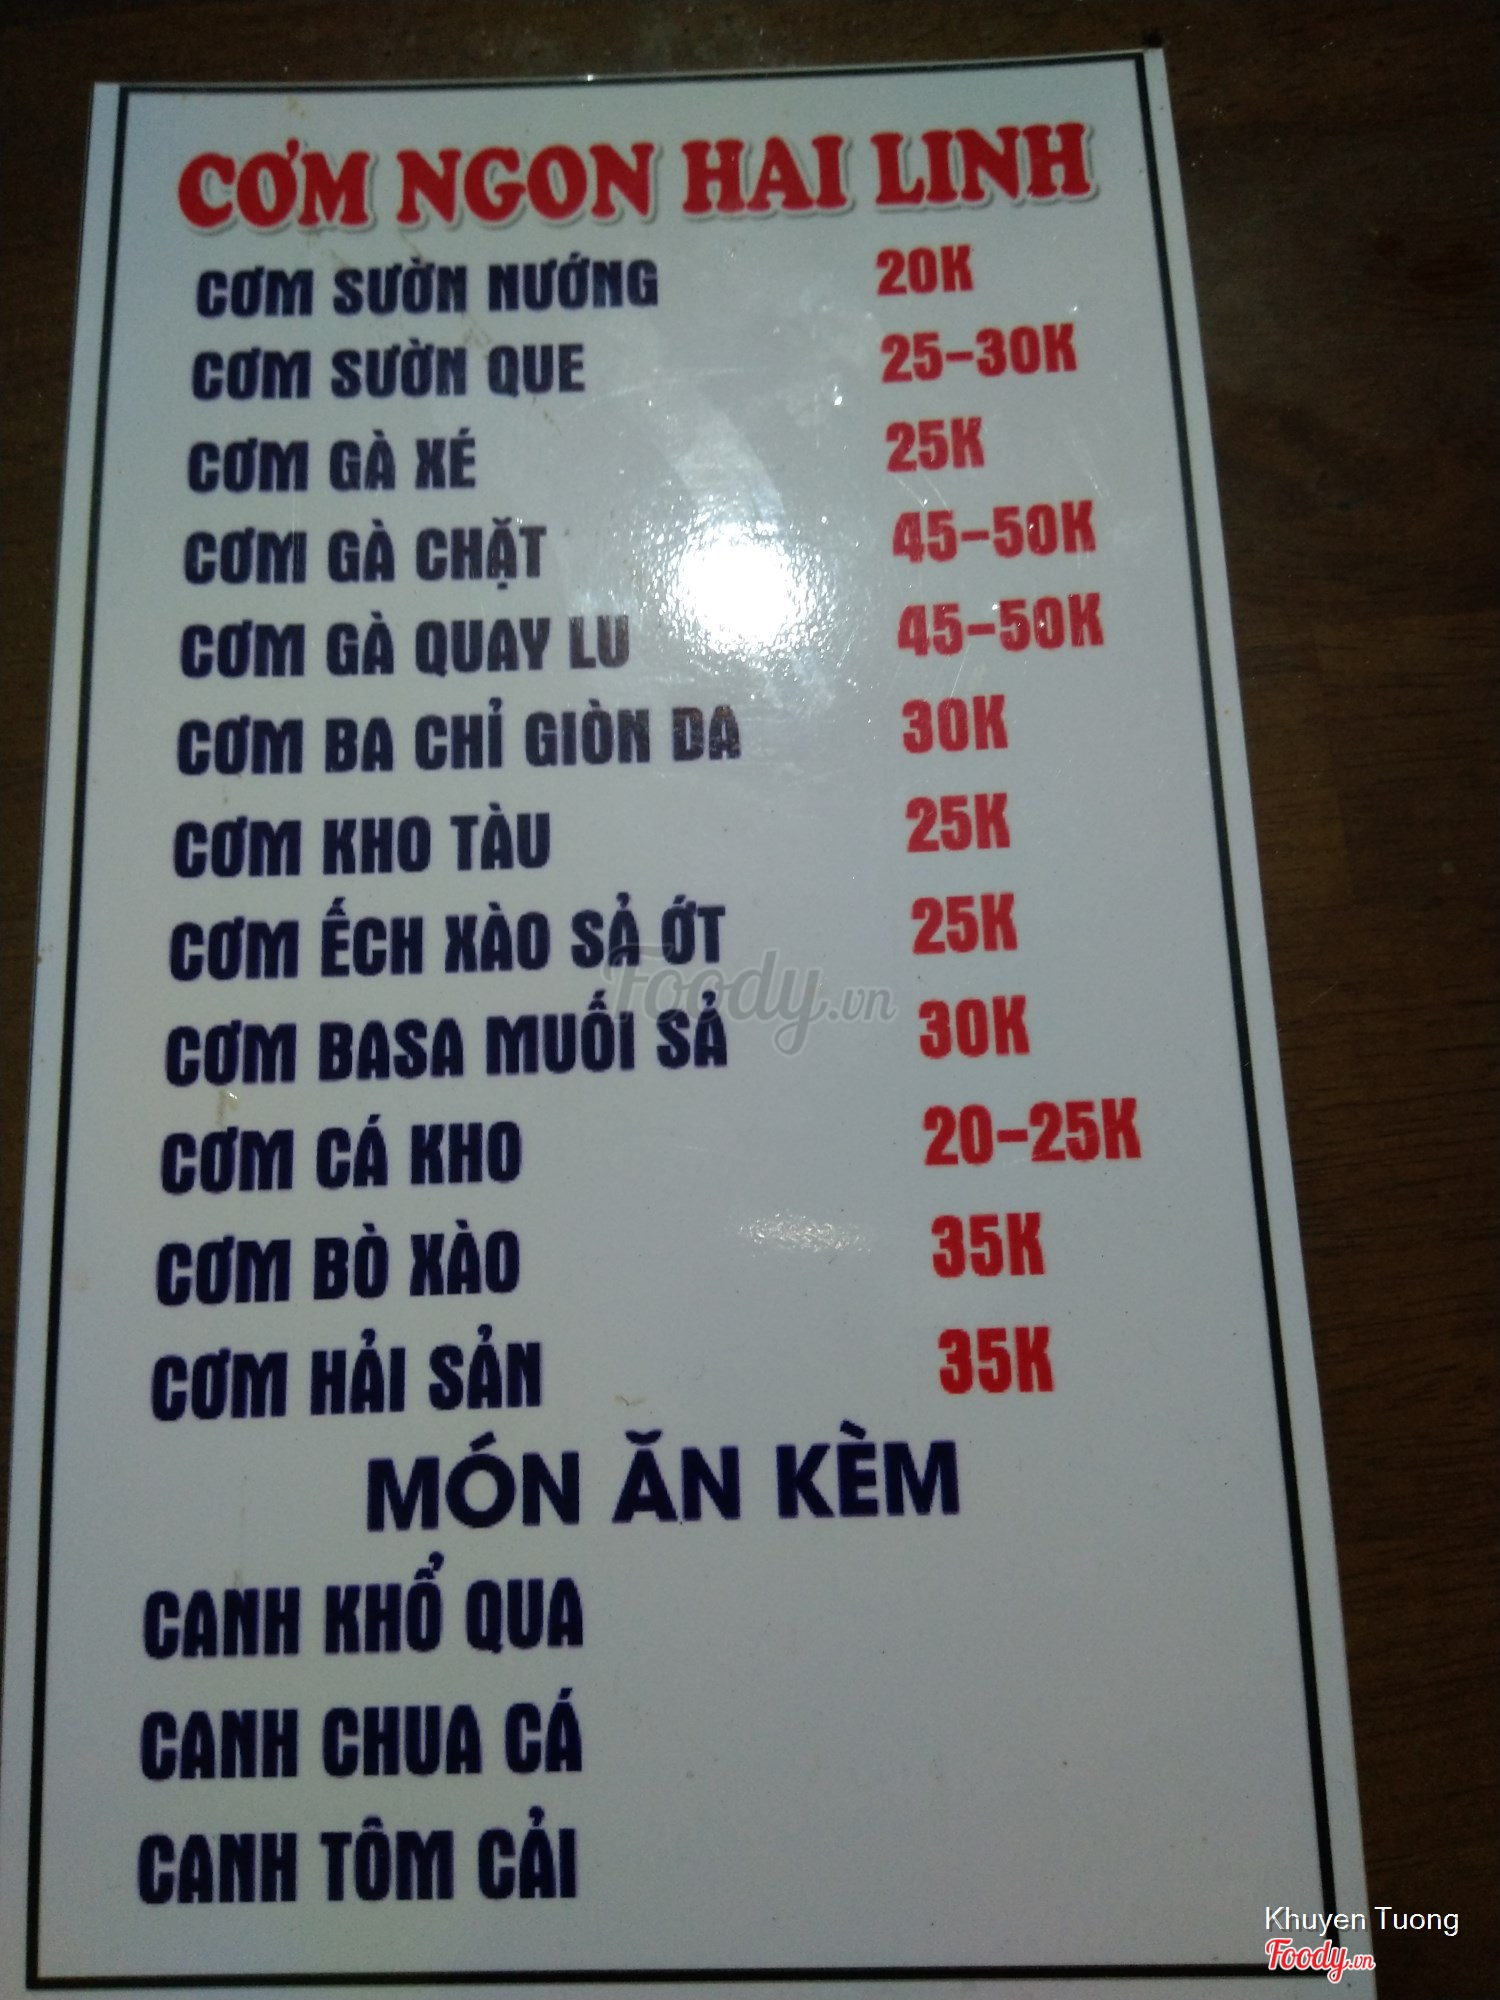 CƠM NGON HAI LINH
CƠM SƯỜN NƯỚNG 20K
CƠM SƯỜN QUE 25-30K
CƠM GÀ XÉ 25K
CƠM GÀ CHẶT 45-50K
CƠM GÀ QUAY LU 45-50K
CƠM BA CHỈ GIÒN DA 30K
CƠM KHO TÀU 25K
CƠM ẾCH XÀO SẢ ỚT 25K
CƠM BASA MUỐI SẢ 30K
CƠM CÁ KHO 20-25K
CƠM BÒ XÀO 35K
CƠM HẢI SẢN 35K
MÓN ĂN KÈM
CANH KHỔ QUA
CANH CHUA CÁ
CANH TÔM CẢI
Foody.vn
Khuyen Tuong
Foody.vn